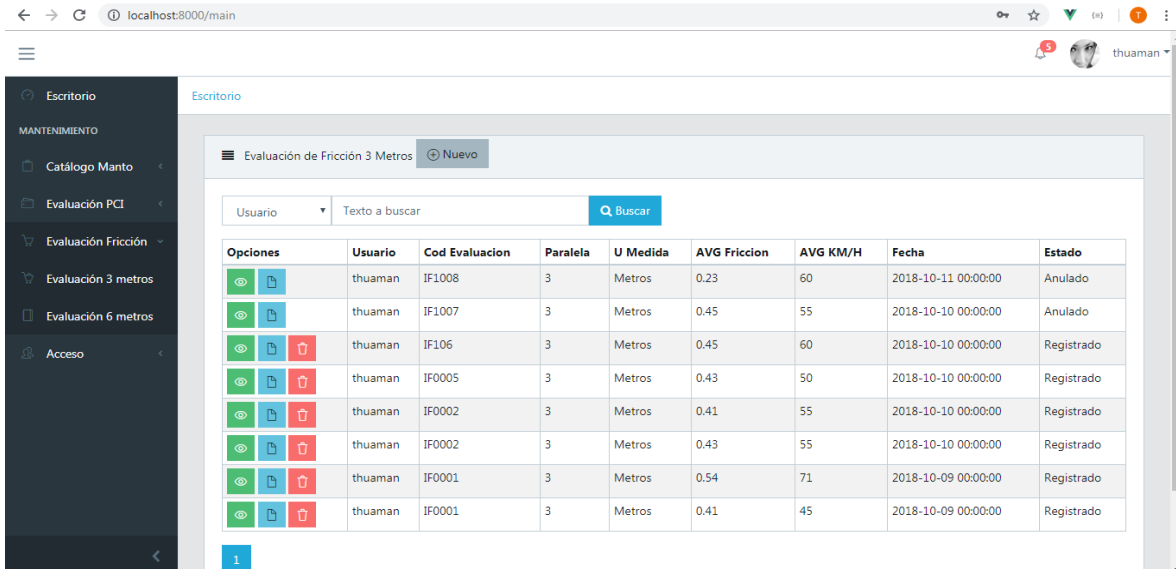 localhost:8000/main
T
5
thuaman
Escritorio
Escritorio
MANTENIMIENTO
Catálogo Manto
Evaluación PCI
Evaluación Fricción
Evaluación 3 metros
Evaluación 6 metros
Acceso
Evaluación de Fricción 3 Metros Nuevo
Usuario Texto a buscar Buscar
Opciones Usuario Cod Evaluacion Paralela U Medida AVG Friccion AVG KM/H Fecha Estado
thuaman IF1008 3 Metros 0.23 60 2018-10-11 00:00:00 Anulado
thuaman IF1007 3 Metros 0.45 55 2018-10-10 00:00:00 Anulado
thuaman IF106 3 Metros 0.45 60 2018-10-10 00:00:00 Registrado
thuaman IF0005 3 Metros 0.43 50 2018-10-10 00:00:00 Registrado
thuaman IF0002 3 Metros 0.41 55 2018-10-10 00:00:00 Registrado
thuaman IF0002 3 Metros 0.43 55 2018-10-10 00:00:00 Registrado
thuaman IF0001 3 Metros 0.54 71 2018-10-09 00:00:00 Registrado
thuaman IF0001 3 Metros 0.41 45 2018-10-09 00:00:00 Registrado
1